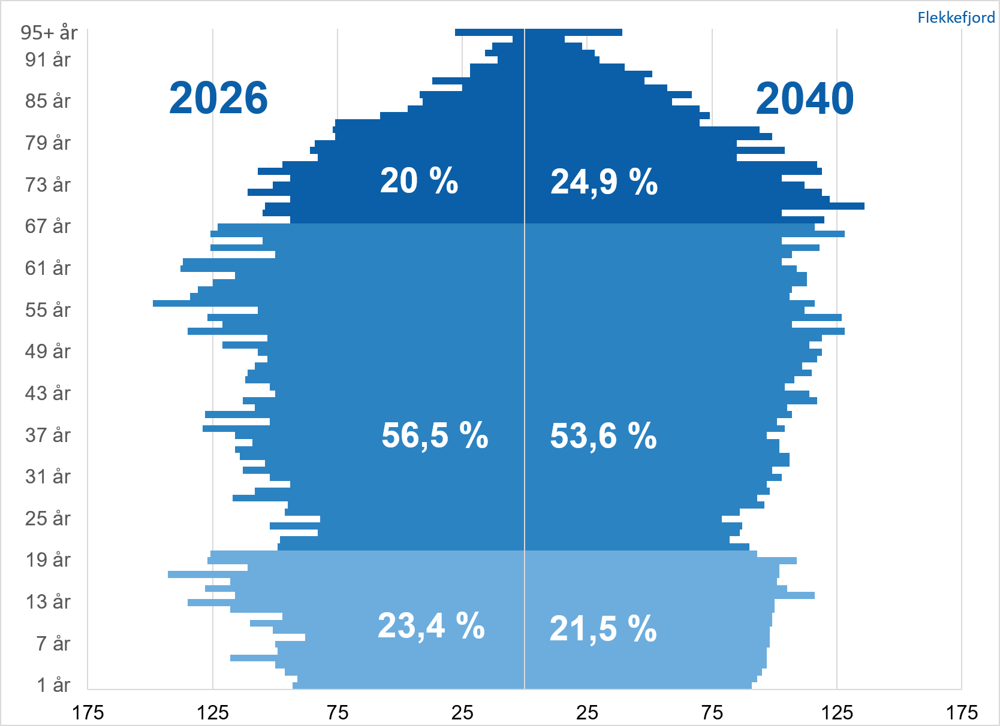 Flekkefjord
95+ år
91 år
2026
2040
85 år
79 år
20 %
24,9 %
73 år
67 år
61 år
55 år
49 år
43 år
56,5 %
53,6 %
37 år
31 år
25 år
19 år
13 år
23,4 %
21,5 %
7 år
1 år
175 125 75 25 25 75 125 175